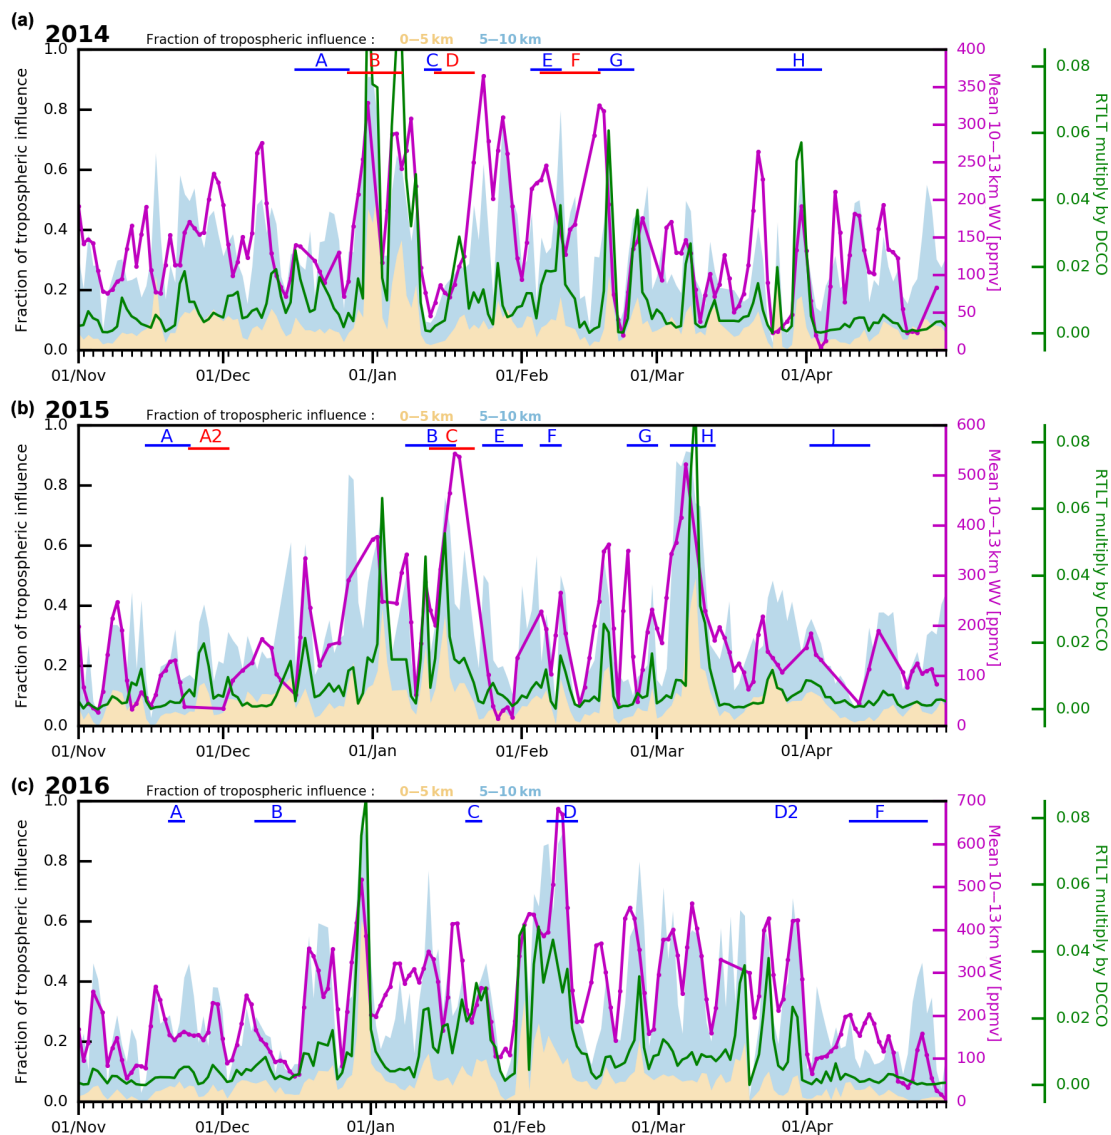 (a) 2014
Fraction of tropospheric influence : 0−5 km 5−10 km
A B C D E F G H
1.0
0.8
0.6
0.4
0.2
0.0
Fraction of tropospheric influence
400
350
300
250
200
150
100
50
0
Mean 10−13 km WV [ppmv]
0.08
0.06
0.04
0.02
0.00
RTLT multiply by DCCO
01/Nov 01/Dec 01/Jan 01/Feb 01/Mar 01/Apr
(b) 2015
Fraction of tropospheric influence : 0−5 km 5−10 km
A A2 B C E F G H J
1.0
0.8
0.6
0.4
0.2
0.0
Fraction of tropospheric influence
600
500
400
300
200
100
0
Mean 10−13 km WV [ppmv]
0.08
0.06
0.04
0.02
0.00
RTLT multiply by DCCO
01/Nov 01/Dec 01/Jan 01/Feb 01/Mar 01/Apr
(c) 2016
Fraction of tropospheric influence : 0−5 km 5−10 km
A B C D D2 F
1.0
0.8
0.6
0.4
0.2
0.0
Fraction of tropospheric influence
700
600
500
400
300
200
100
0
Mean 10−13 km WV [ppmv]
0.08
0.06
0.04
0.02
0.00
RTLT multiply by DCCO
01/Nov 01/Dec 01/Jan 01/Feb 01/Mar 01/Apr